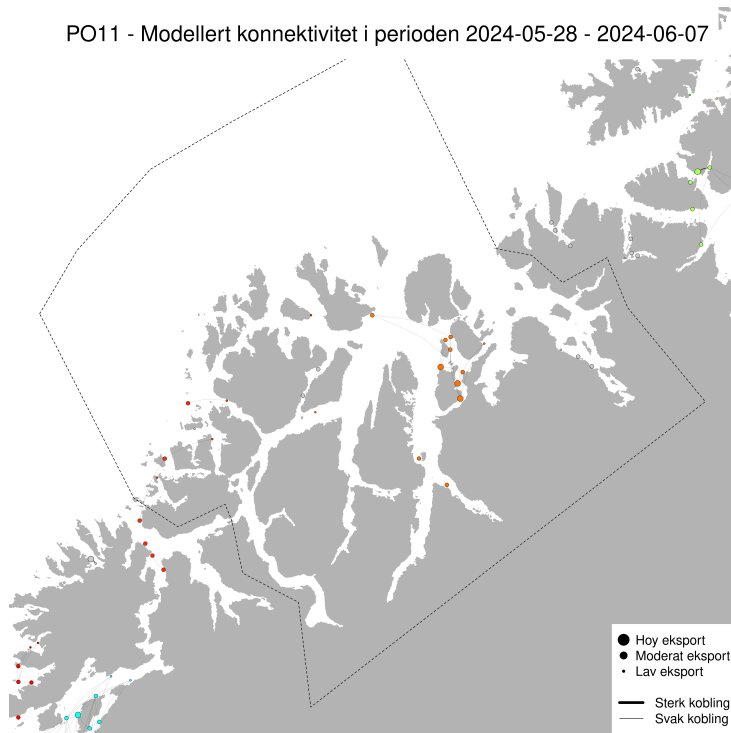 PO11 - Modellert konnektivitet i perioden 2024-05-28 - 2024-06-07
Hoy eksport
Moderat eksport
Lav eksport
Sterk kobling
Svak kobling